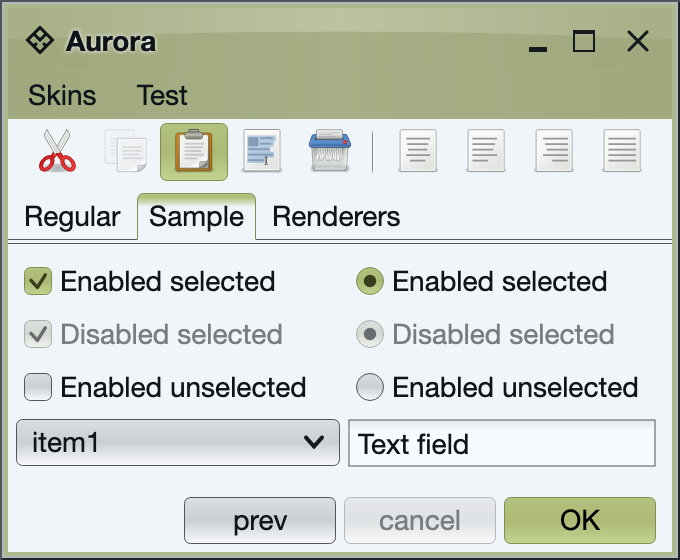 Aurora
Skins Test
Regular Sample Renderers
Enabled selected Enabled selected
Disabled selected Disabled selected
Enabled unselected Enabled unselected
item1 Text field
prev cancel OK